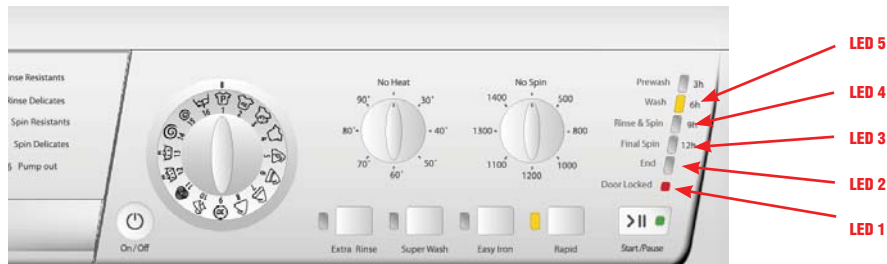 Rinse Resistants
Rinse Delicates
Spin Resistants
Spin Delicates
Pump out
On/Off
No Heat
90°
30°
80°
40°
70°
50°
60°
No Spin
1400
500
1300
800
1100
1000
1200
Extra Rinse
Super Wash
Easy Iron
Rapid
Prewash 3h
Wash 6h
Rinse & Spin 9h
Final Spin 12h
End
Door Locked
Start/Pause
LED 5
LED 4
LED 3
LED 2
LED 1